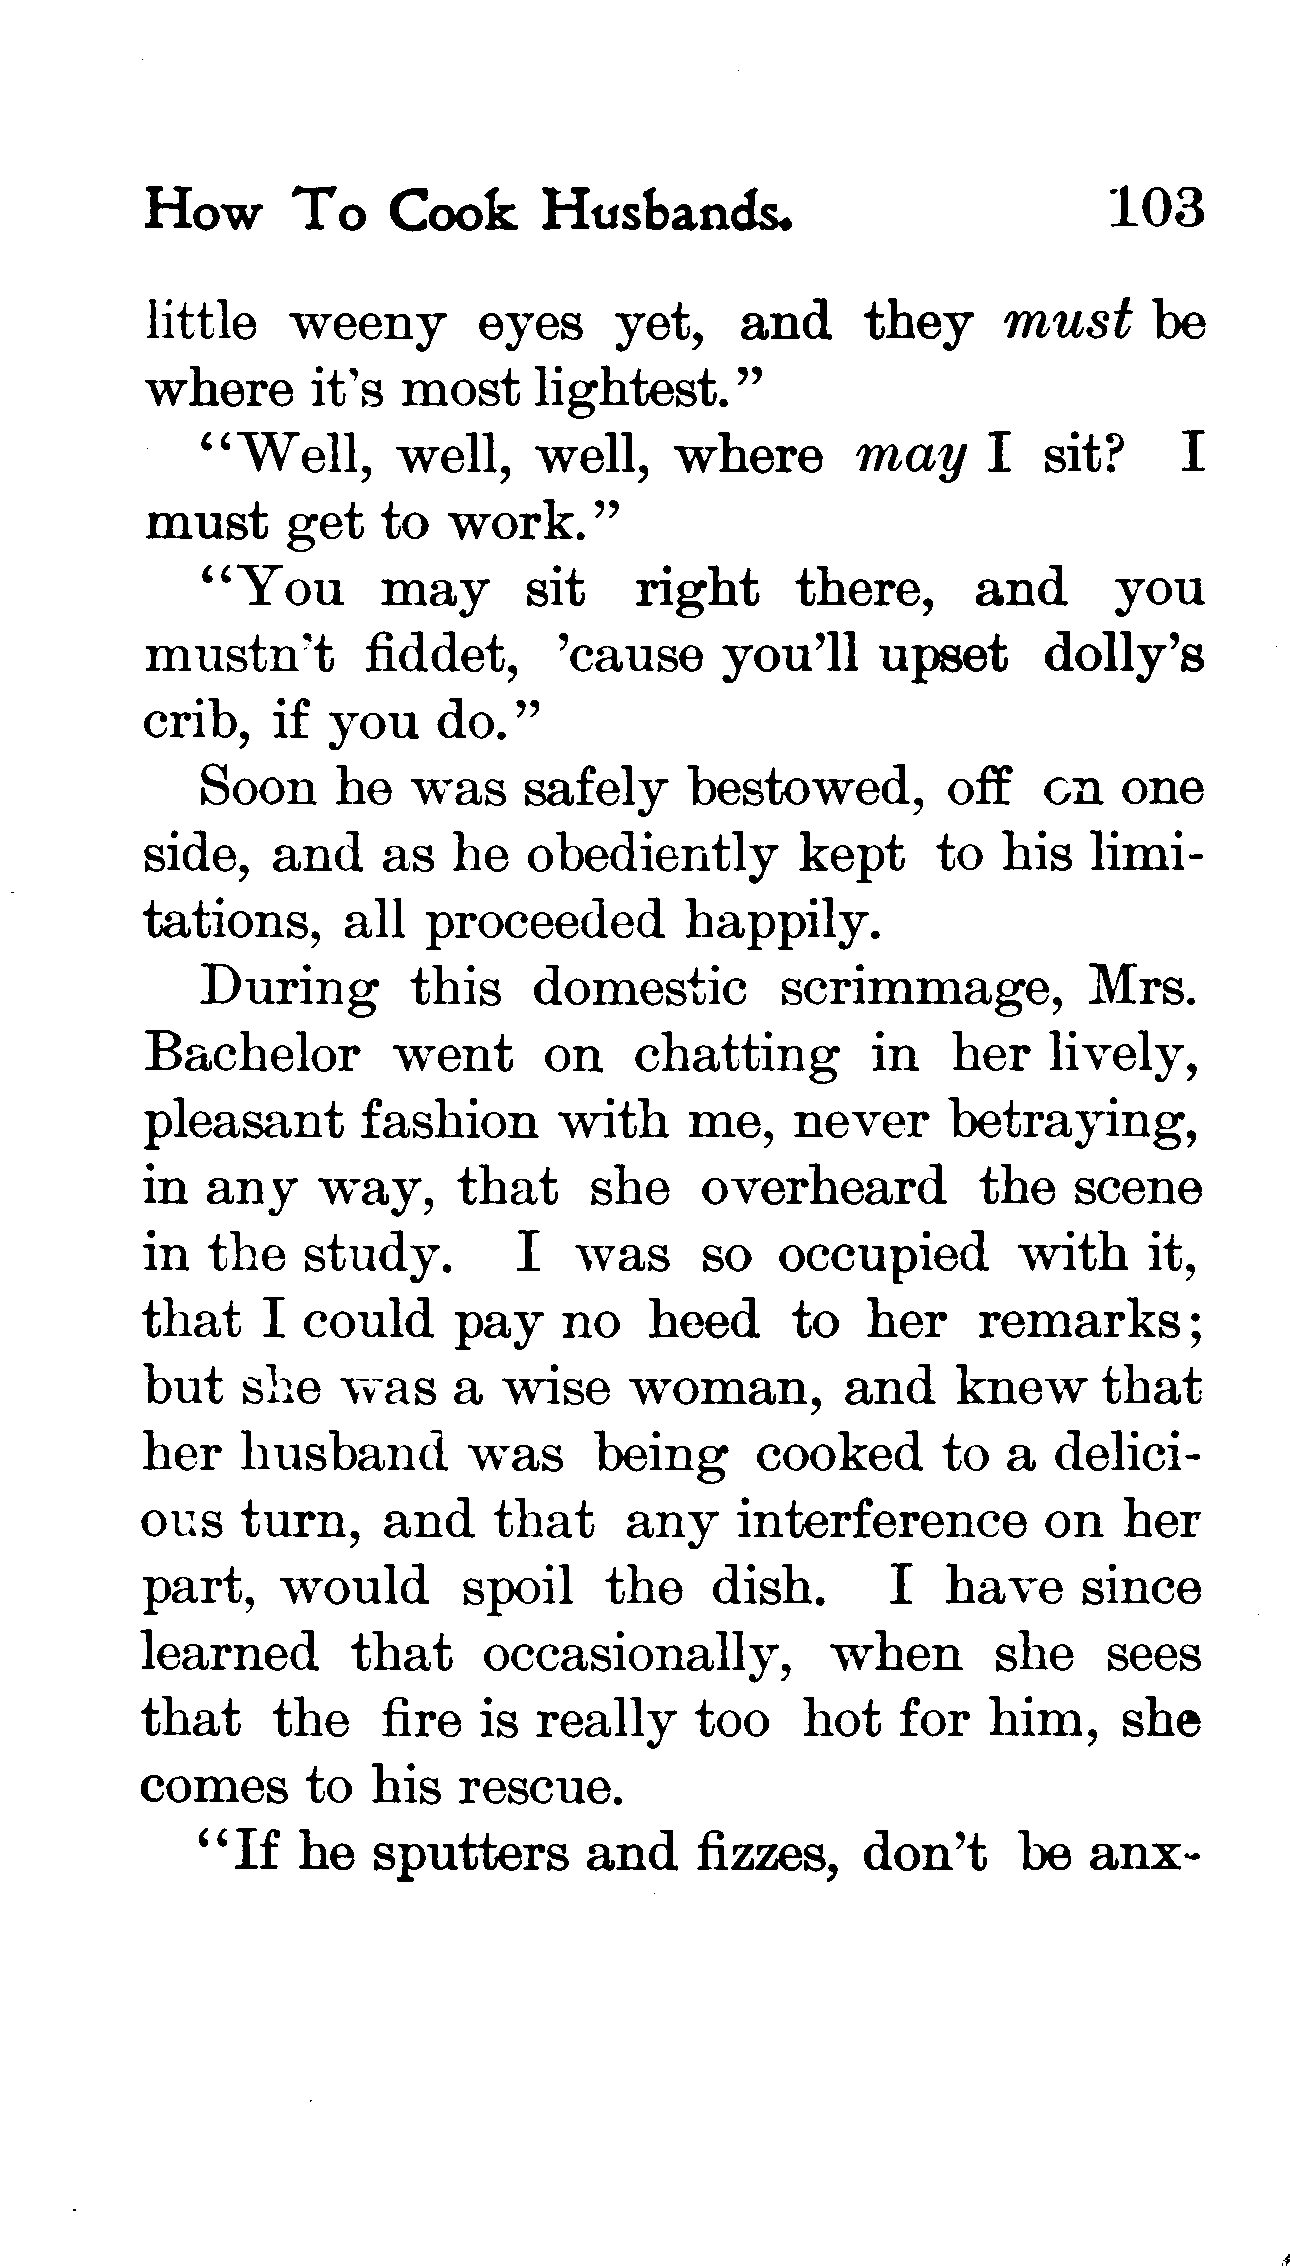 How To Cook Husbands. 103
little weeny eyes yet, and they must be
where it's most lightest."
"Well, well, well, where may I sit? I
must get to work."
"You may sit right there, and you
mustn't fiddet, 'cause you'll upset dolly's
crib, if you do."
Soon he was safely bestowed, off on one
side, and as he obediently kept to his limi-
tations, all proceeded happily.
During this domestic scrimmage, Mrs.
Bachelor went on chatting in her lively,
pleasant fashion with me, never betraying,
in any way, that she overheard the scene
in the study. I was so occupied with it,
that I could pay no heed to her remarks;
but she was a wise woman, and knew that
her husband was being cooked to a delici-
ous turn, and that any interference on her
part, would spoil the dish. I have since
learned that occasionally, when she sees
that the fire is really too hot for him, she
comes to his rescue.
"If he sputters and fizzes, don't be anx-